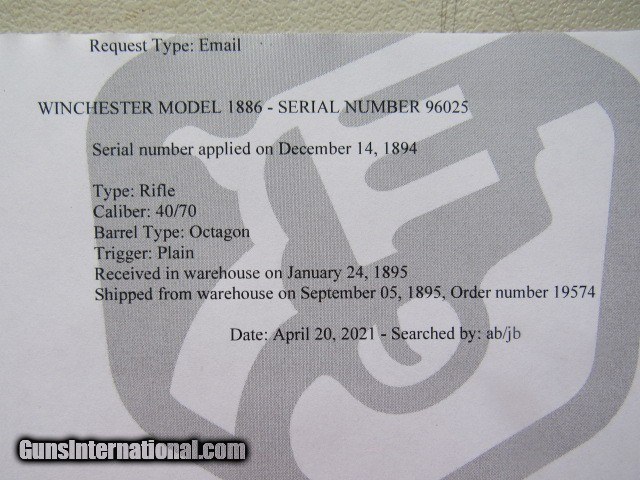 Request Type: Email
WINCHESTER MODEL 1886 - SERIAL NUMBER 96025
Serial number applied on December 14, 1894
Type: Rifle
Caliber: 40/70
Barrel Type: Octagon
Trigger: Plain
Received in warehouse on January 24, 1895
Shipped from warehouse on September 05, 1895, Order number 19574
Date: April 20, 2021 - Searched by: ab/jb
GunsInternational.com